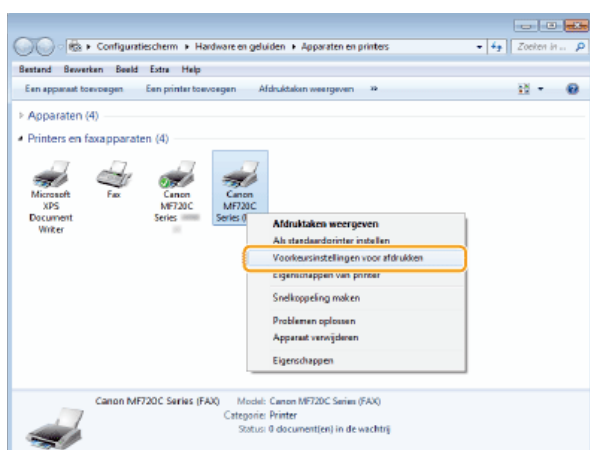 Configuratiescherm ▸ Hardware en geluiden ▸ Apparaten en printers
Zoeken in ...
Bestand Bewerken Beeld Extra Help
Een apparaat toevoegen Een printer toevoegen Afdruktaken weergeven »
Apparaten (4)
Printers en faxapparaten (4)
Microsoft
XPS
Document
Writer
Fax
Canon
MF720C
Series
Canon
MF720C
Series (F
Afdruktaken weergeven
Als standaardprinter instellen
Voorkeursinstellingen voor afdrukken
Eigenschappen van printer
Snelkoppeling maken
Problemen oplossen
Apparaat verwijderen
Eigenschappen
Canon MF720C Series (FAX) Model: Canon MF720C Series (FAX)
Categorie: Printer
Status: 0 document(en) in de wachtrij